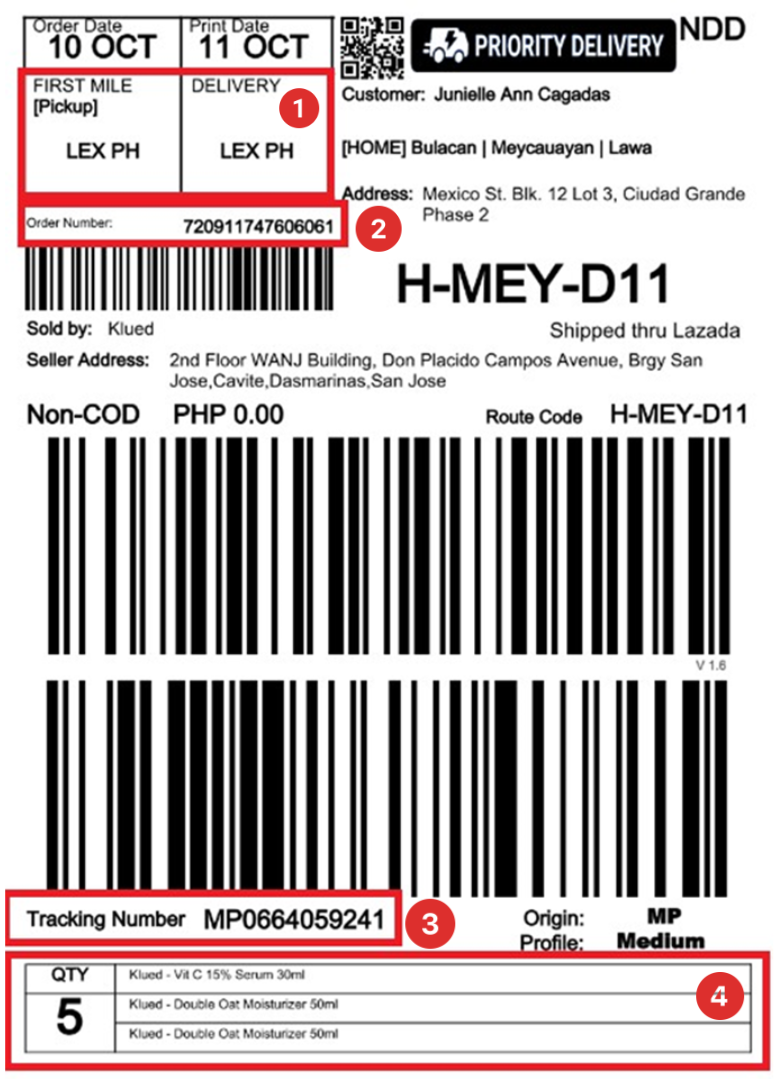 Order Date
10 OCT
Print Date
11 OCT
PRIORITY DELIVERY
NDD
FIRST MILE
[Pickup]
LEX PH
DELIVERY
LEX PH
1
Customer: Junielle Ann Cagadas
[HOME] Bulacan | Meycauayan | Lawa
Address: Mexico St. Blk. 12 Lot 3, Ciudad Grande
Phase 2
Order Number: 720911747606061
2
H-MEY-D11
Sold by: Klued
Shipped thru Lazada
Seller Address: 2nd Floor WANJ Building, Don Placido Campos Avenue, Brgy San
Jose,Cavite,Dasmarinas,San Jose
Non-COD PHP 0.00
Route Code H-MEY-D11
V 1.6
Tracking Number MP0664059241
3
Origin: MP
Profile: Medium
QTY
5
Klued - Vit C 15% Serum 30ml
Klued - Double Oat Moisturizer 50ml
Klued - Double Oat Moisturizer 50ml
4